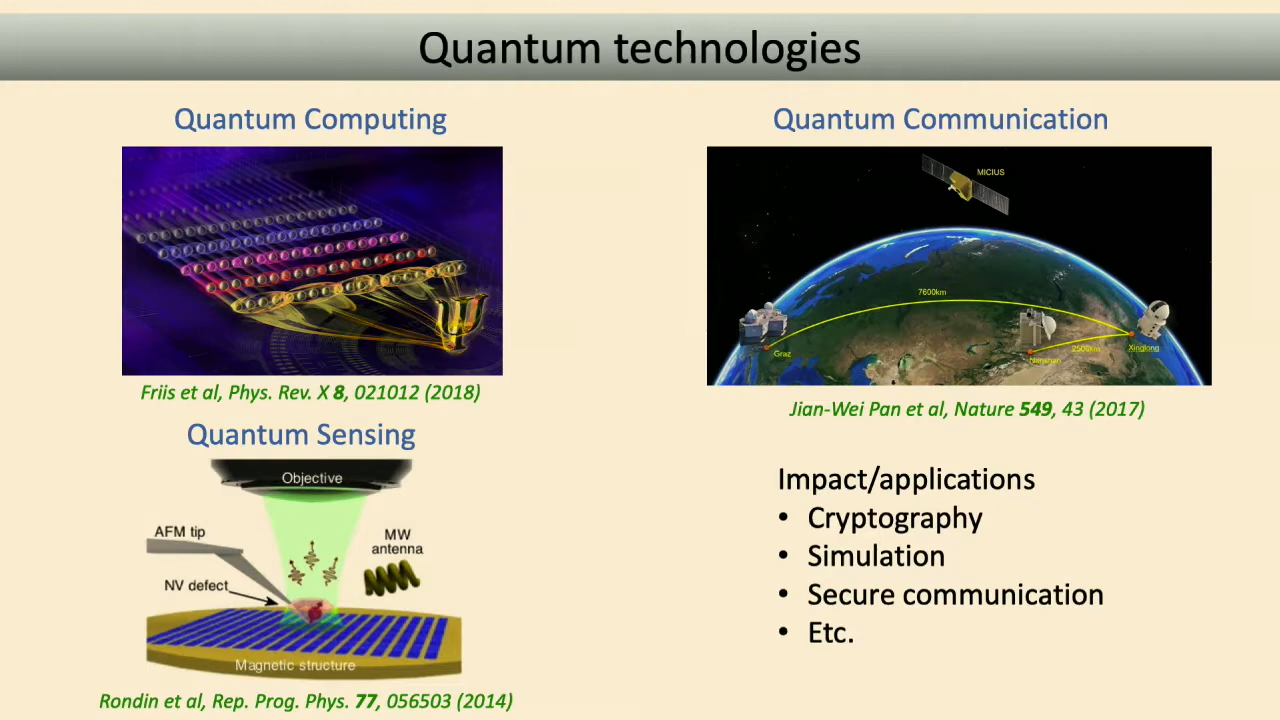 Quantum technologies
Quantum Computing
Friis et al, Phys. Rev. X 8, 021012 (2018)
Quantum Communication
MICIUS
7600km
Graz
Nanshan
2500km
Xinglong
Jian-Wei Pan et al, Nature 549, 43 (2017)
Quantum Sensing
Objective
AFM tip
MW
antenna
NV defect
Magnetic structure
Rondin et al, Rep. Prog. Phys. 77, 056503 (2014)
Impact/applications
• Cryptography
• Simulation
• Secure communication
• Etc.